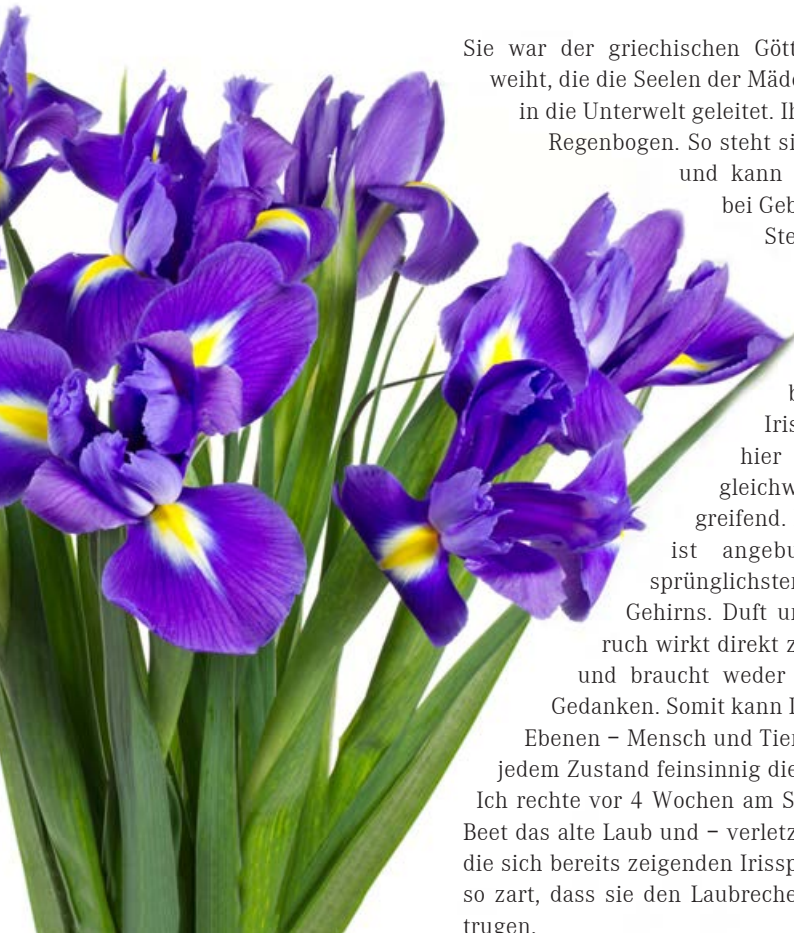 Sie war der griechischen Gött
weiht, die die Seelen der Mäd
in die Unterwelt geleitet. Ih
Regenbogen. So steht si
und kann
bei Geb
Ste
b
Iris
hier
gleichw
greifend.
ist angebu
sprünglichster
Gehirns. Duft un
ruch wirkt direkt z
und braucht weder
Gedanken. Somit kann I
Ebenen – Mensch und Tier
jedem Zustand feinsinnig die
Ich rechte vor 4 Wochen am S
Beet das alte Laub und – verletz
die sich bereits zeigenden Irissp
so zart, dass sie den Laubreche
trugen.